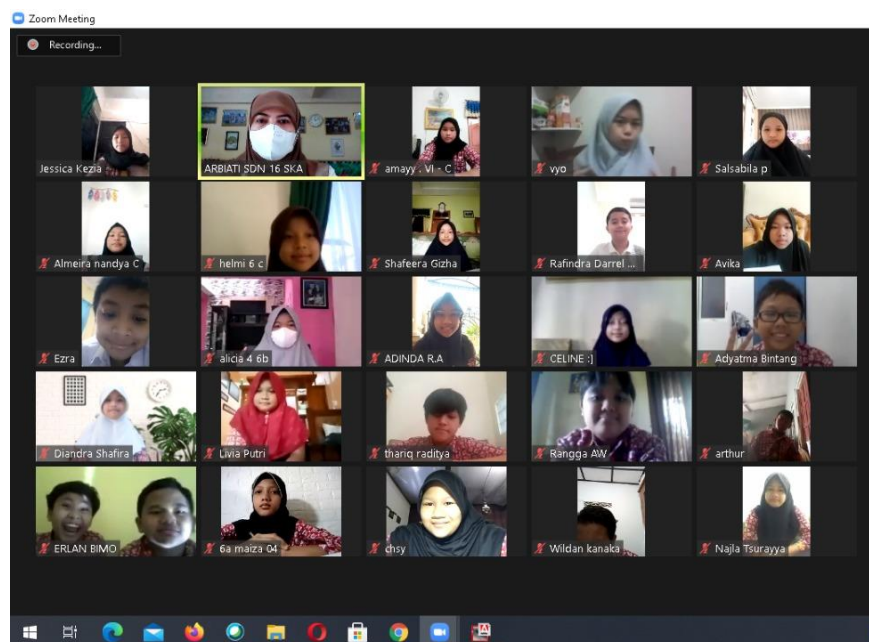 Zoom Meeting
Recording...
Jessica Kezia
ARBIATI SDN 16 SKA
amayy . VI - C
vyo
Salsabila p
Almeira nandya C
helmi 6 c
Shafeera Gizha
Rafindra Darrel ...
Avika
Ezra
alicia 4 6b
ADINDA R.A
CELINE :]
Adyatma Bintang
Diandra Shafira
Livia Putri
thariq raditya
Rangga AW
arthur
ERLAN BIMO
6a maiza 04
chsy
Wildan kanaka
Najla Tsurayya